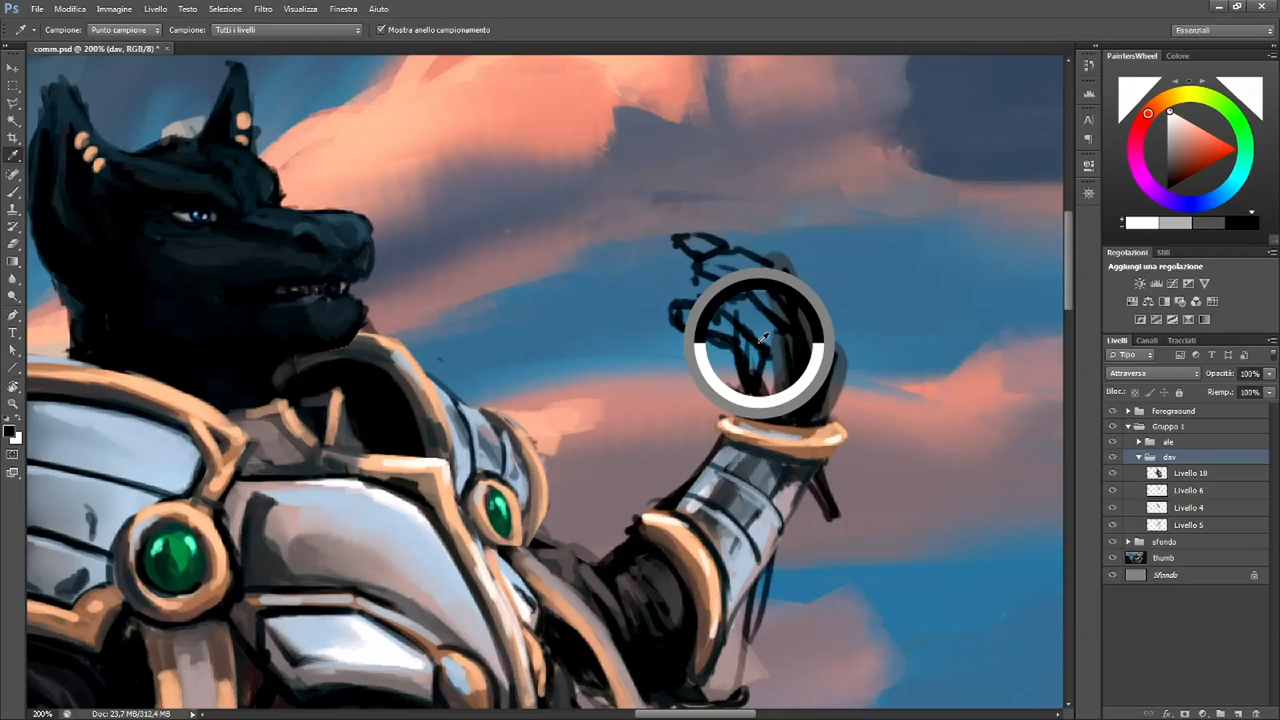 Ps File Modifica Immagine Livello Testo Selezione Filtro Visualizza Finestra Aiuto
Campione: Punto campione Campione: Tutti i livelli Mostra anello campionamento Essenziali
comm.psd @ 200% (dav, RGB/8) * ×
PaintersWheel Colore
Regolazioni Stili
Aggiungi una regolazione
Livelli Canali Tracciati
Tipo
Attraversa Opacità: 100%
Bloc.: Riemp.: 100%
foreground
Gruppo 1
ale
dav
Livello 10
Livello 6
Livello 4
Livello 5
sfondo
thumb
Sfondo
200% Doc: 23,7 MB/312,4 MB